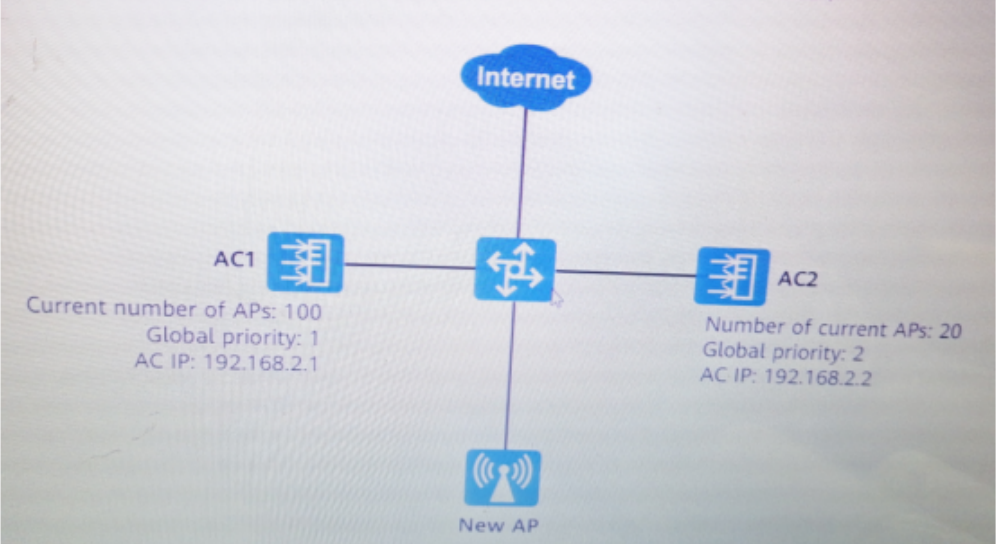 Internet
AC1
Current number of APs: 100
Global priority: 1
AC IP: 192.168.2.1
AC2
Number of current APs: 20
Global priority: 2
AC IP: 192.168.2.2
New AP